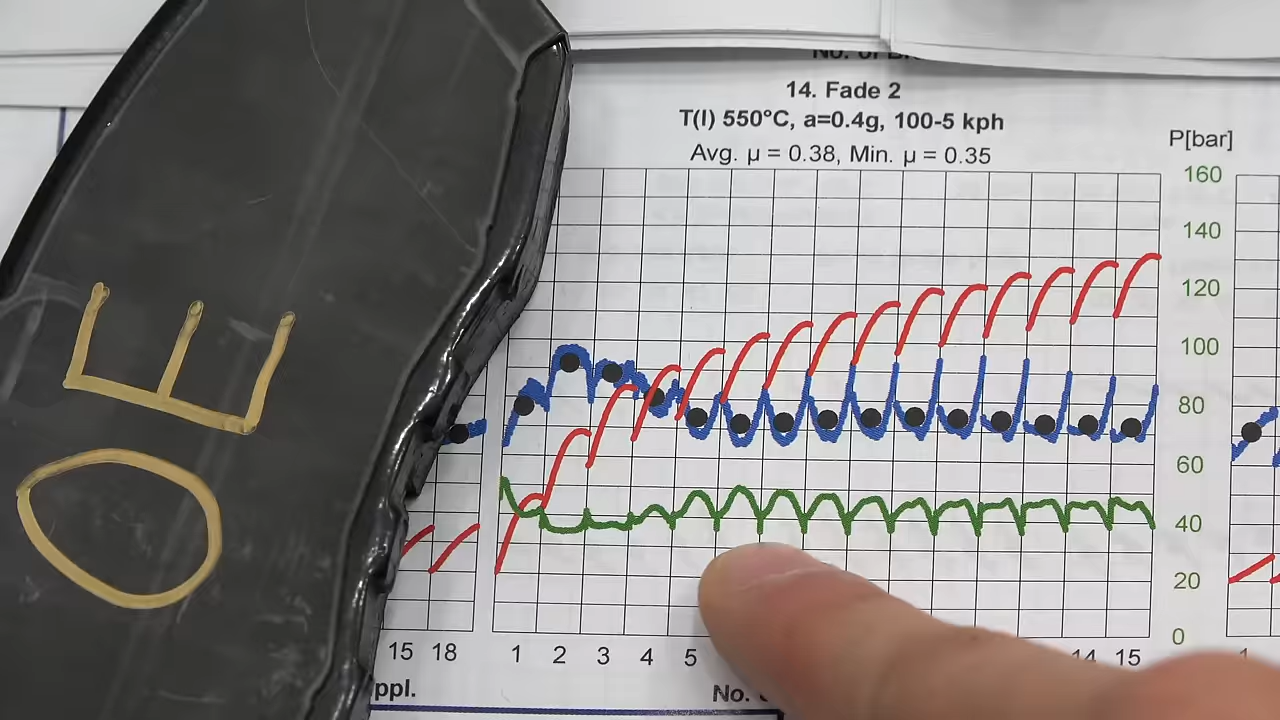 OE
14. Fade 2
T(I) 550°C, a=0.4g, 100-5 kph
Avg. µ = 0.38, Min. µ = 0.35
P[bar]
160
140
120
100
80
60
40
20
0
15 18
1 2 3 4 5 14 15
1
ppl.
No.